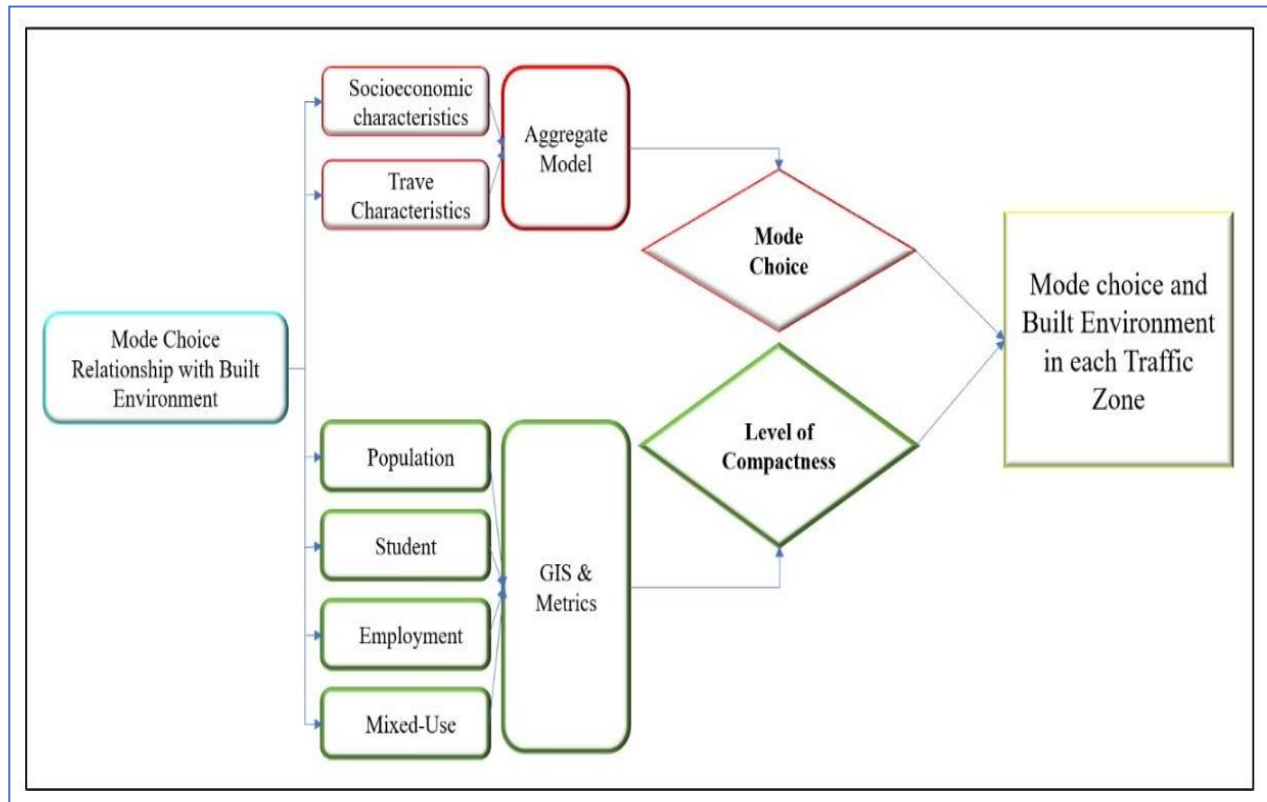 Mode Choice
Relationship with Built
Environment
Socioeconomic
characteristics
Trave
Characteristics
Aggregate
Model
Mode
Choice
Population
Student
Employment
Mixed-Use
GIS &
Metrics
Level of
Compactness
Mode choice and
Built Environment
in each Traffic
Zone